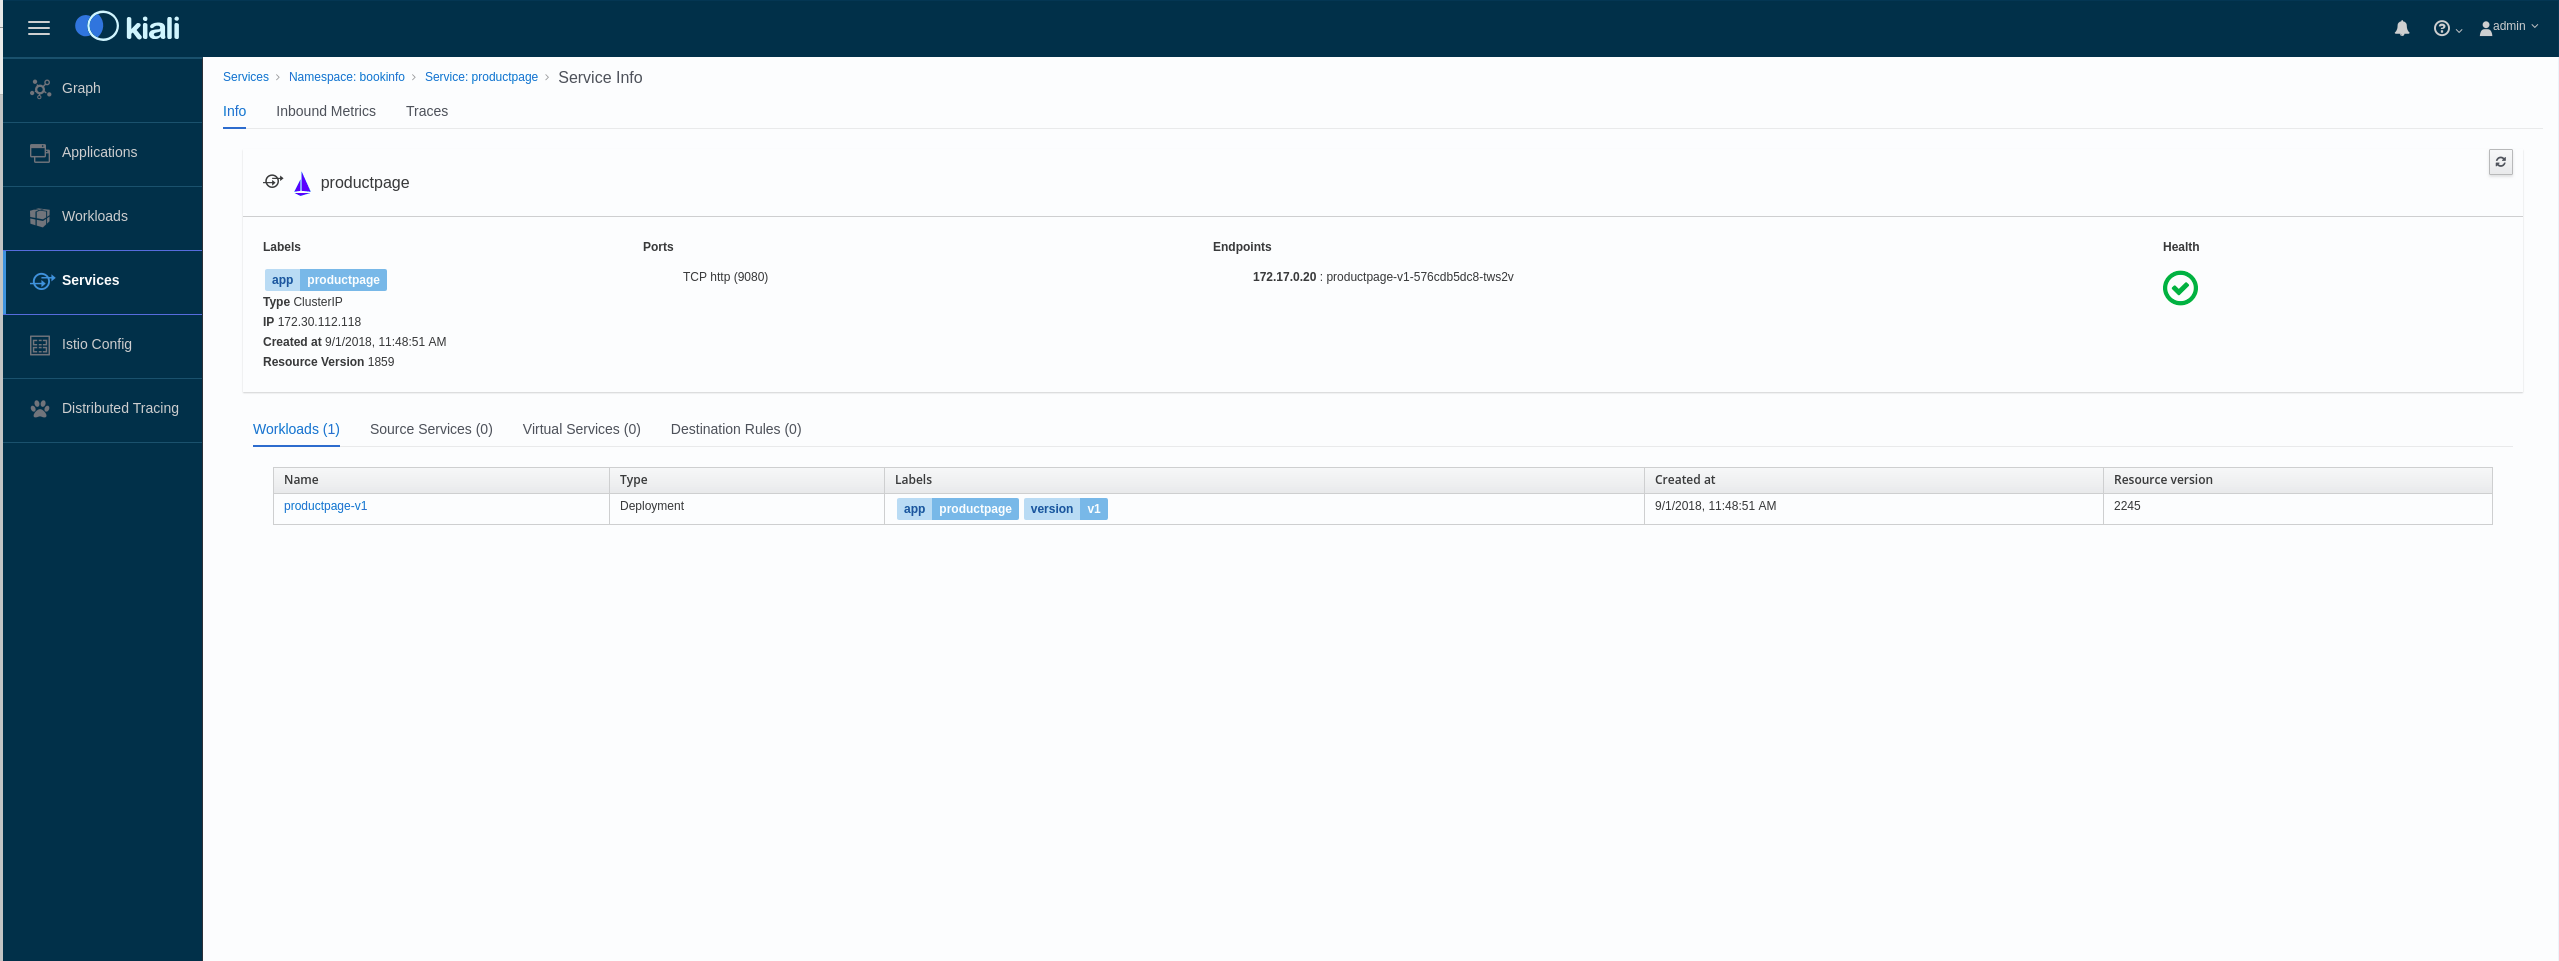 kiali
admin
Graph
Applications
Workloads
Services
Istio Config
Distributed Tracing
Services › Namespace: bookinfo › Service: productpage › Service Info
Info Inbound Metrics Traces
productpage
Labels Ports Endpoints Health
app productpage TCP http (9080) 172.17.0.20 : productpage-v1-576cdb5dc8-tws2v
Type ClusterIP
IP 172.30.112.118
Created at 9/1/2018, 11:48:51 AM
Resource Version 1859
Workloads (1) Source Services (0) Virtual Services (0) Destination Rules (0)
Name Type Labels Created at Resource version
productpage-v1 Deployment app productpage version v1 9/1/2018, 11:48:51 AM 2245